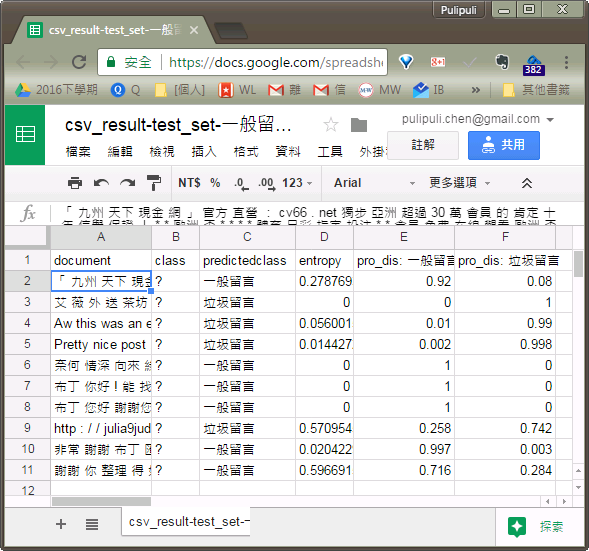 Pulipuli
csv_result-test_set-一般留
安全 https://docs.google.com/spreadshe
382
2016下學期 Q [個人] WL 離 信 MW IB » 其他書籤
csv_result-test_set-一般留…
pulipuli.chen@gmail.com
檔案 編輯 檢視 插入 格式 資料 工具 外掛
註解 共用
NT$ % .0 .00 123 Arial 更多選項
fx 「 九州 天下 現金 網 」 官方 直營 : cv66 . net 獨步 亞洲 超過 30 萬 會員 的 肯定 十
A B C D E F
1 document class predictedclass entropy pro_dis: 一般留言 pro_dis: 垃圾留言
2 「 九州 天下 現金 ? 一般留言 0.278769 0.92 0.08
3 艾 薇 外 送 茶坊 ? 垃圾留言 0 0 1
4 Aw this was an e ? 垃圾留言 0.056001 0.01 0.99
5 Pretty nice post ? 垃圾留言 0.014427 0.002 0.998
6 奈何 情深 向來 ? 一般留言 0 1 0
7 布丁 你好 ! 能 找 ? 一般留言 0 1 0
8 布丁 您好 謝謝您 ? 一般留言 0 1 0
9 http : / / julia9jud ? 垃圾留言 0.570954 0.258 0.742
10 非常 謝謝 布丁 ? 一般留言 0.020422 0.997 0.003
11 謝謝 你 整理 得 ? 一般留言 0.596691 0.716 0.284
12
csv_result-test_set-一
探索